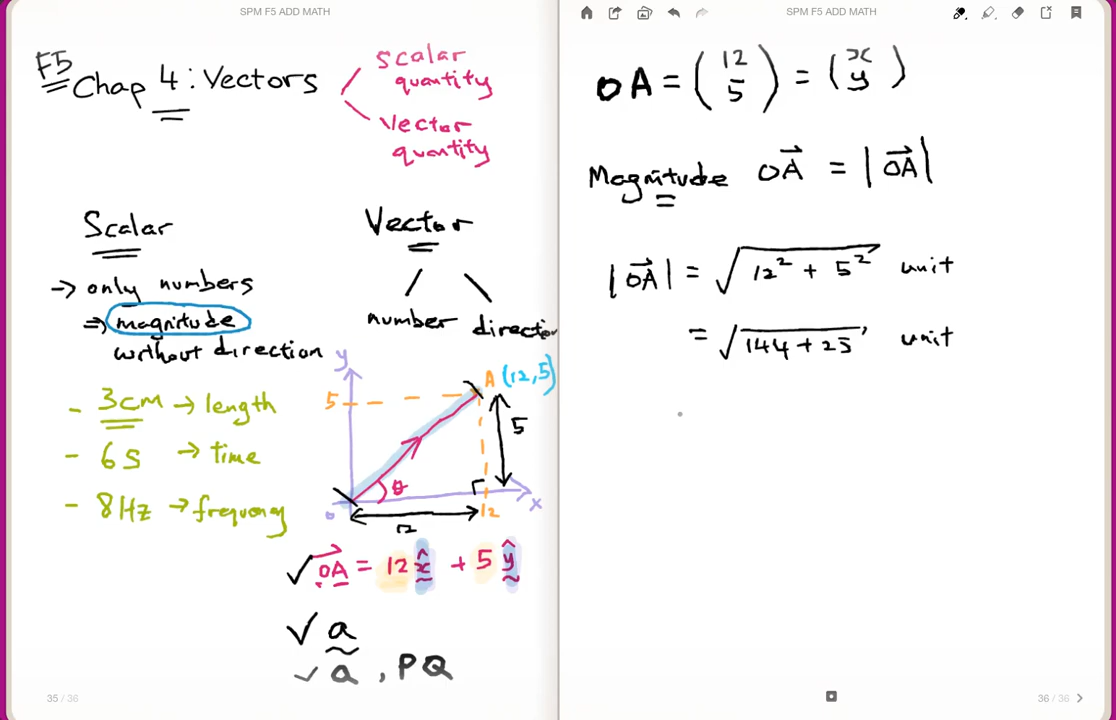 SPM F5 ADD MATH
F5
Chap 4 : Vectors
Scalar
quantity
Vector
quantity
Scalar
→ only numbers
⇒ magnitude
without direction
- 3cm → length
- 6s → time
- 8Hz → frequency
Vector
number direction
y
5
A (12,5)
5
θ
0
12
12
x
✓ OA = 12x̂ + 5ŷ
✓ a
✓ a , PQ
35 / 36
SPM F5 ADD MATH
OA = (12 5) = (x y)
Magnitude OA = |OA|
|OA| = √12² + 5² unit
= √144 + 25 unit
36 / 36